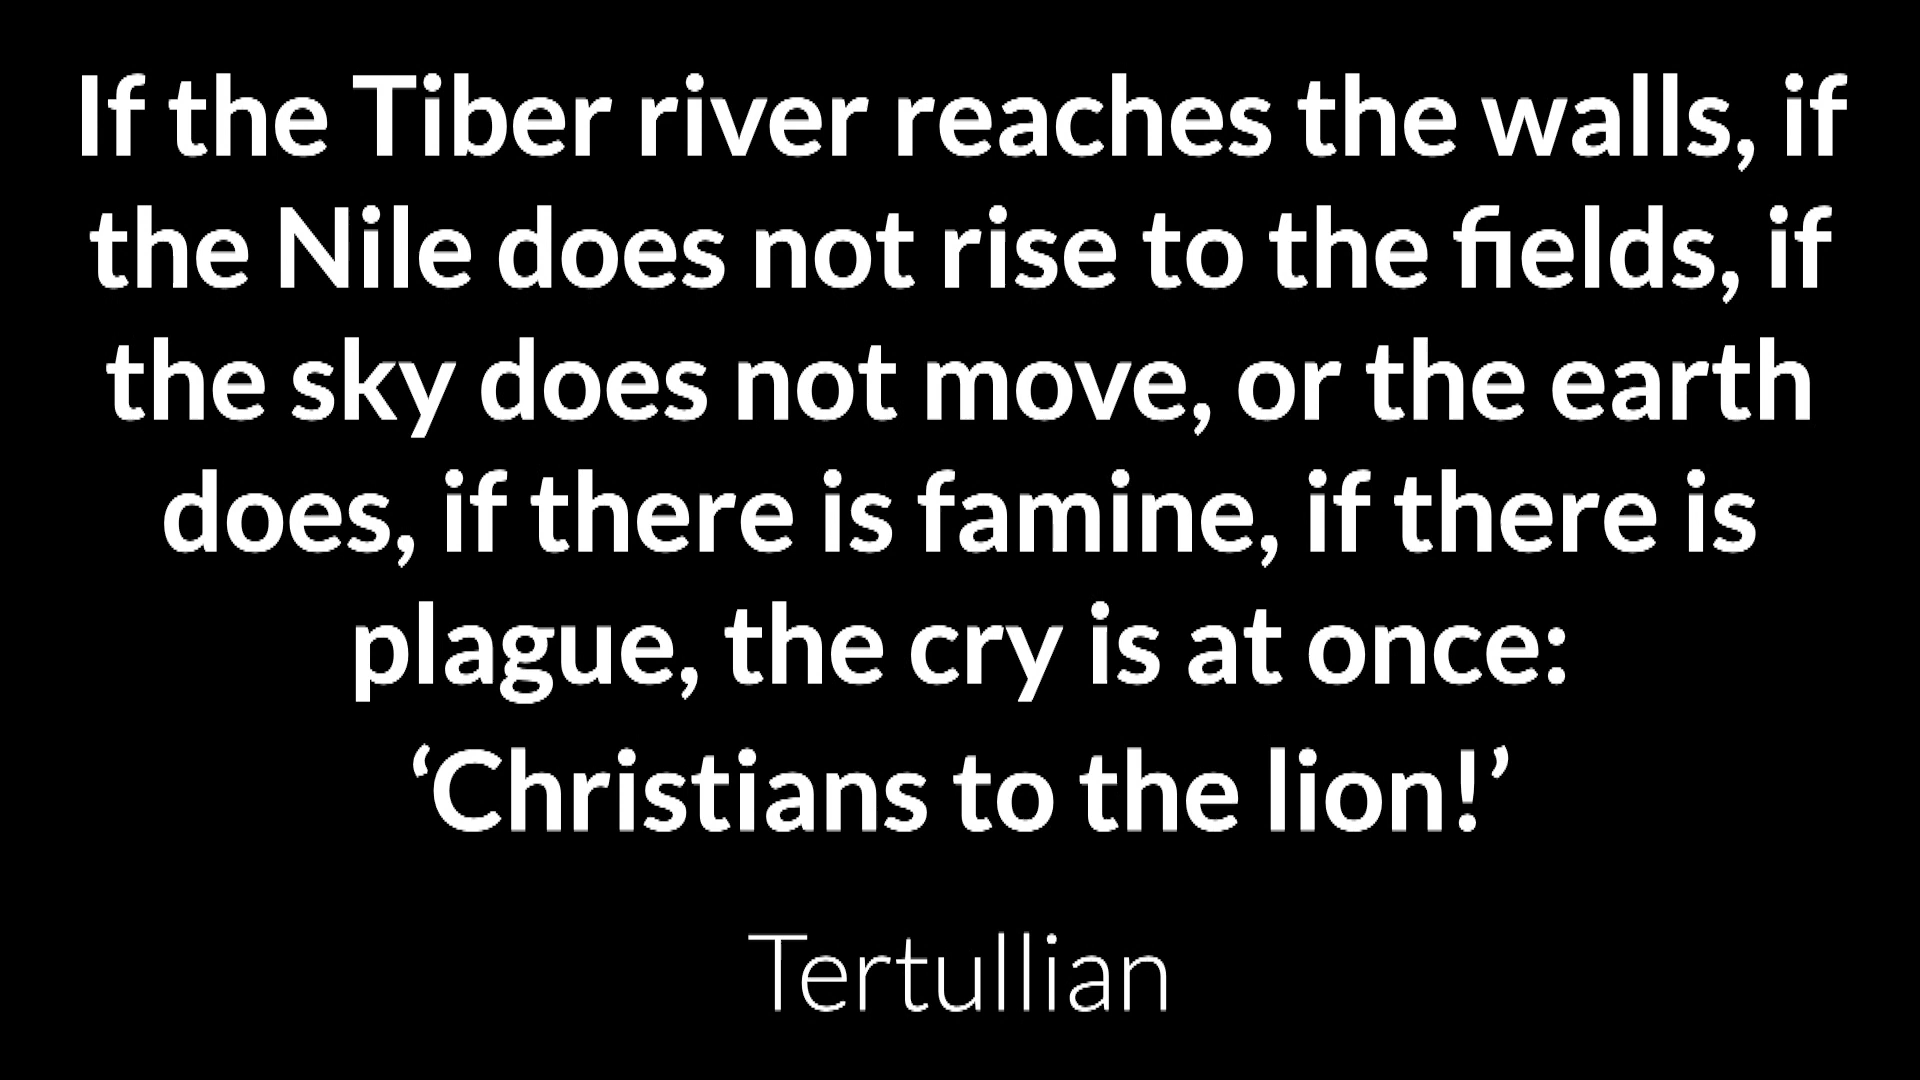 If the Tiber river reaches the walls, if
the Nile does not rise to the fields, if
the sky does not move, or the earth
does, if there is famine, if there is
plague, the cry is at once:
‘Christians to the lion!’
Tertullian